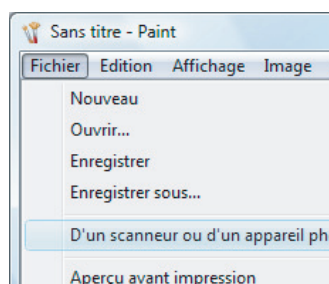 Sans titre - Paint
Fichier Edition Affichage Image
Nouveau
Ouvrir...
Enregistrer
Enregistrer sous...
D'un scanneur ou d'un appareil ph
Aperçu avant impression